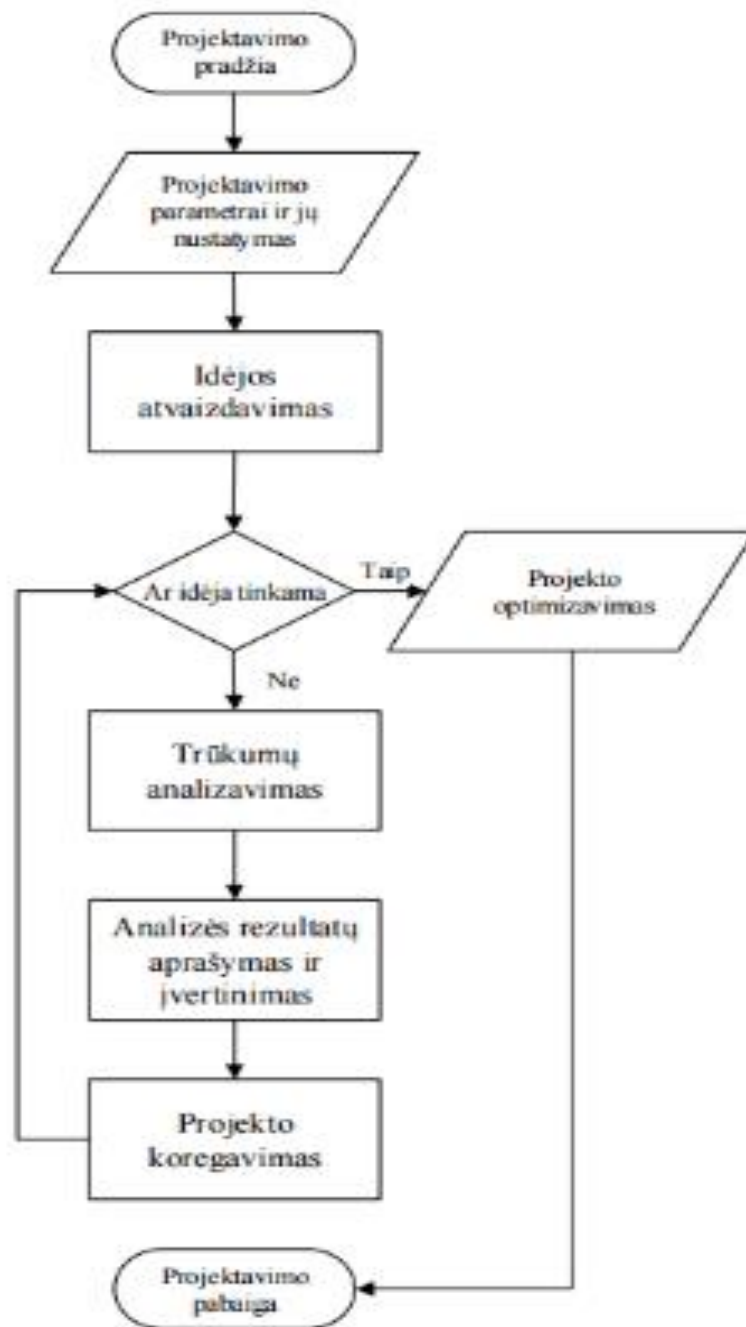 Projektavimo
pradžia
Projektavimo
parametrai ir jų
nustatymas
Idėjos
atvaizdavimas
Ar idėja tinkama
Taip
Projekto
optimizavimas
Ne
Trūkumų
analizavimas
Analizės rezultatų
aprašymas ir
įvertinimas
Projekto
koregavimas
Projektavimo
pabaiga